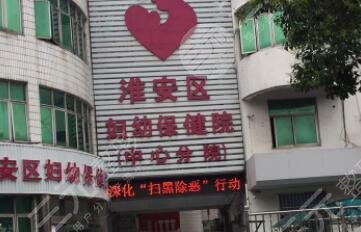 淮安区
妇幼保健院
(中心分院)
深化“扫黑除恶”行动
安区妇幼保健